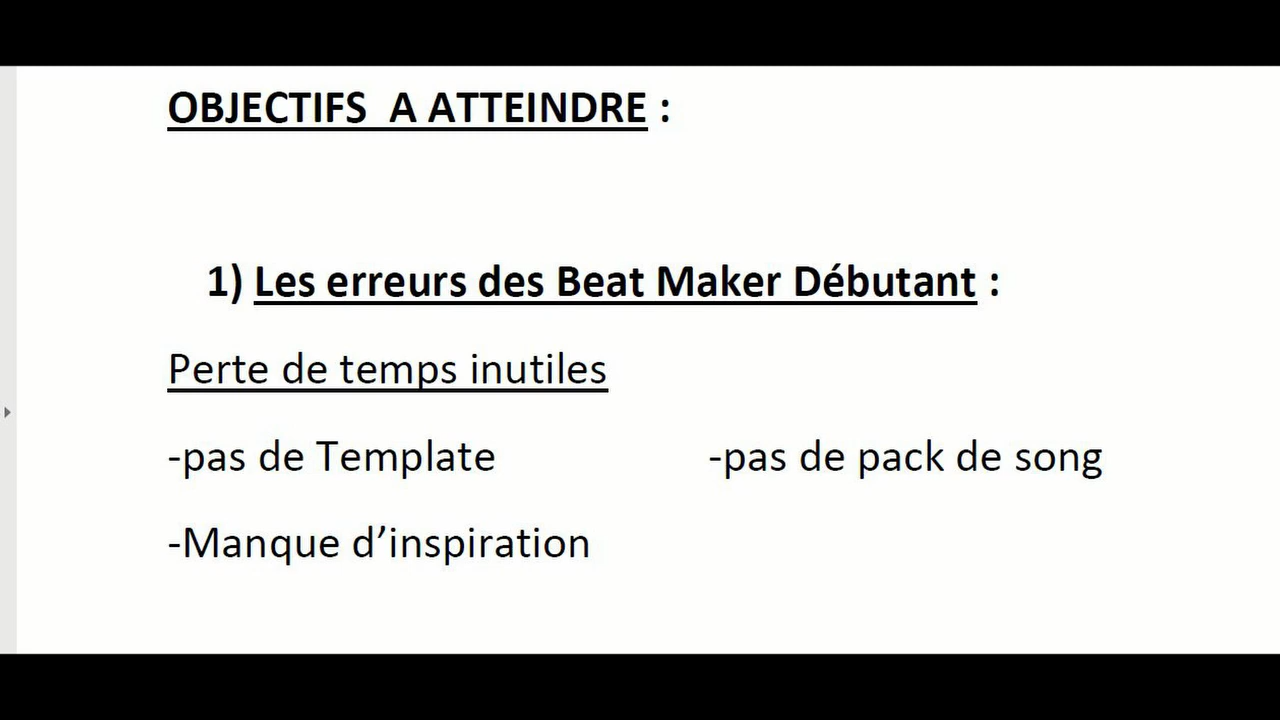 OBJECTIFS  A ATTEINDRE :
1) Les erreurs des Beat Maker Débutant :
Perte de temps inutiles
-pas de Template -pas de pack de song
-Manque d’inspiration